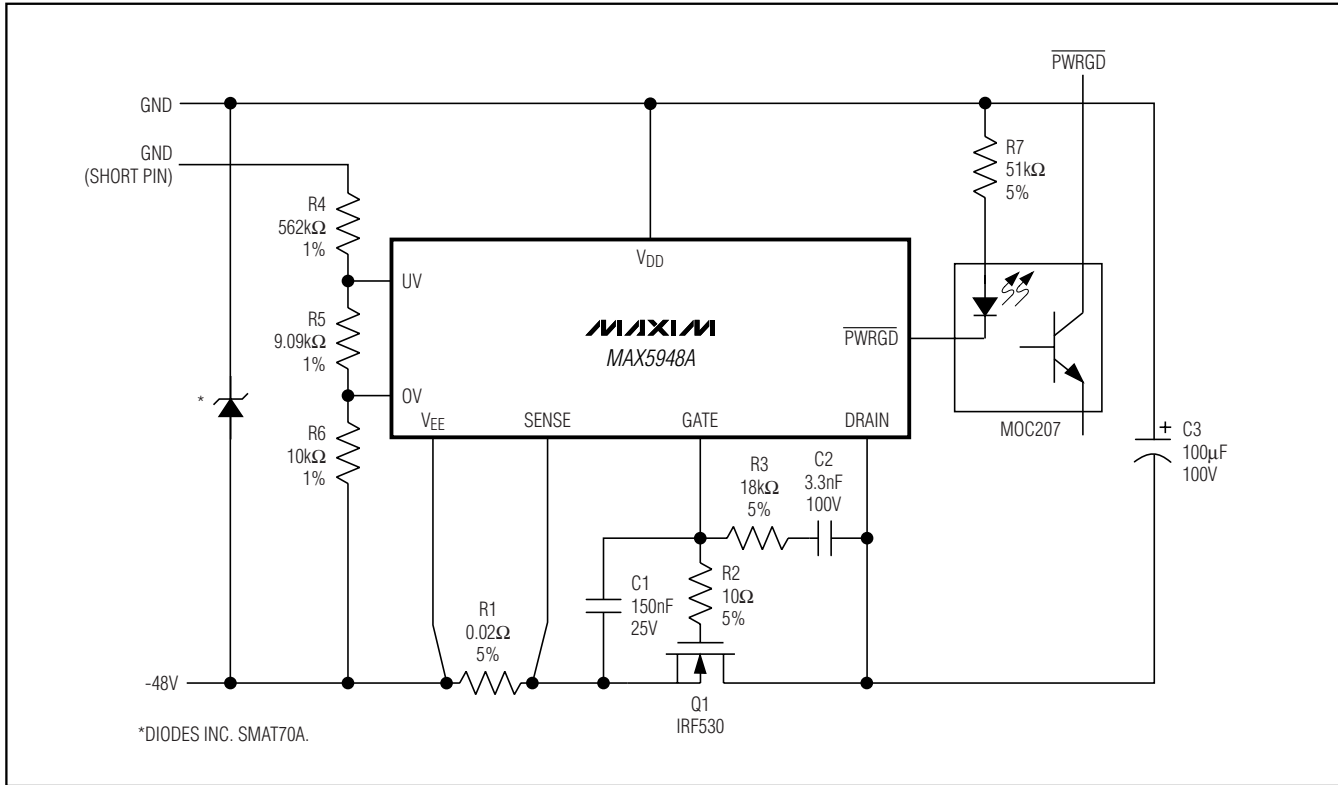 PWRGD
GND
GND
(SHORT PIN)
R7
51kΩ
5%
R4
562kΩ
1%
VDD
UV
MAXIM
MAX5948A
PWRGD
R5
9.09kΩ
1%
*
OV
VEE
SENSE
GATE
DRAIN
MOC207
R6
10kΩ
1%
+
C3
100µF
100V
R3
18kΩ
5%
C2
3.3nF
100V
C1
150nF
25V
R2
10Ω
5%
R1
0.02Ω
5%
-48V
Q1
IRF530
*DIODES INC. SMAT70A.